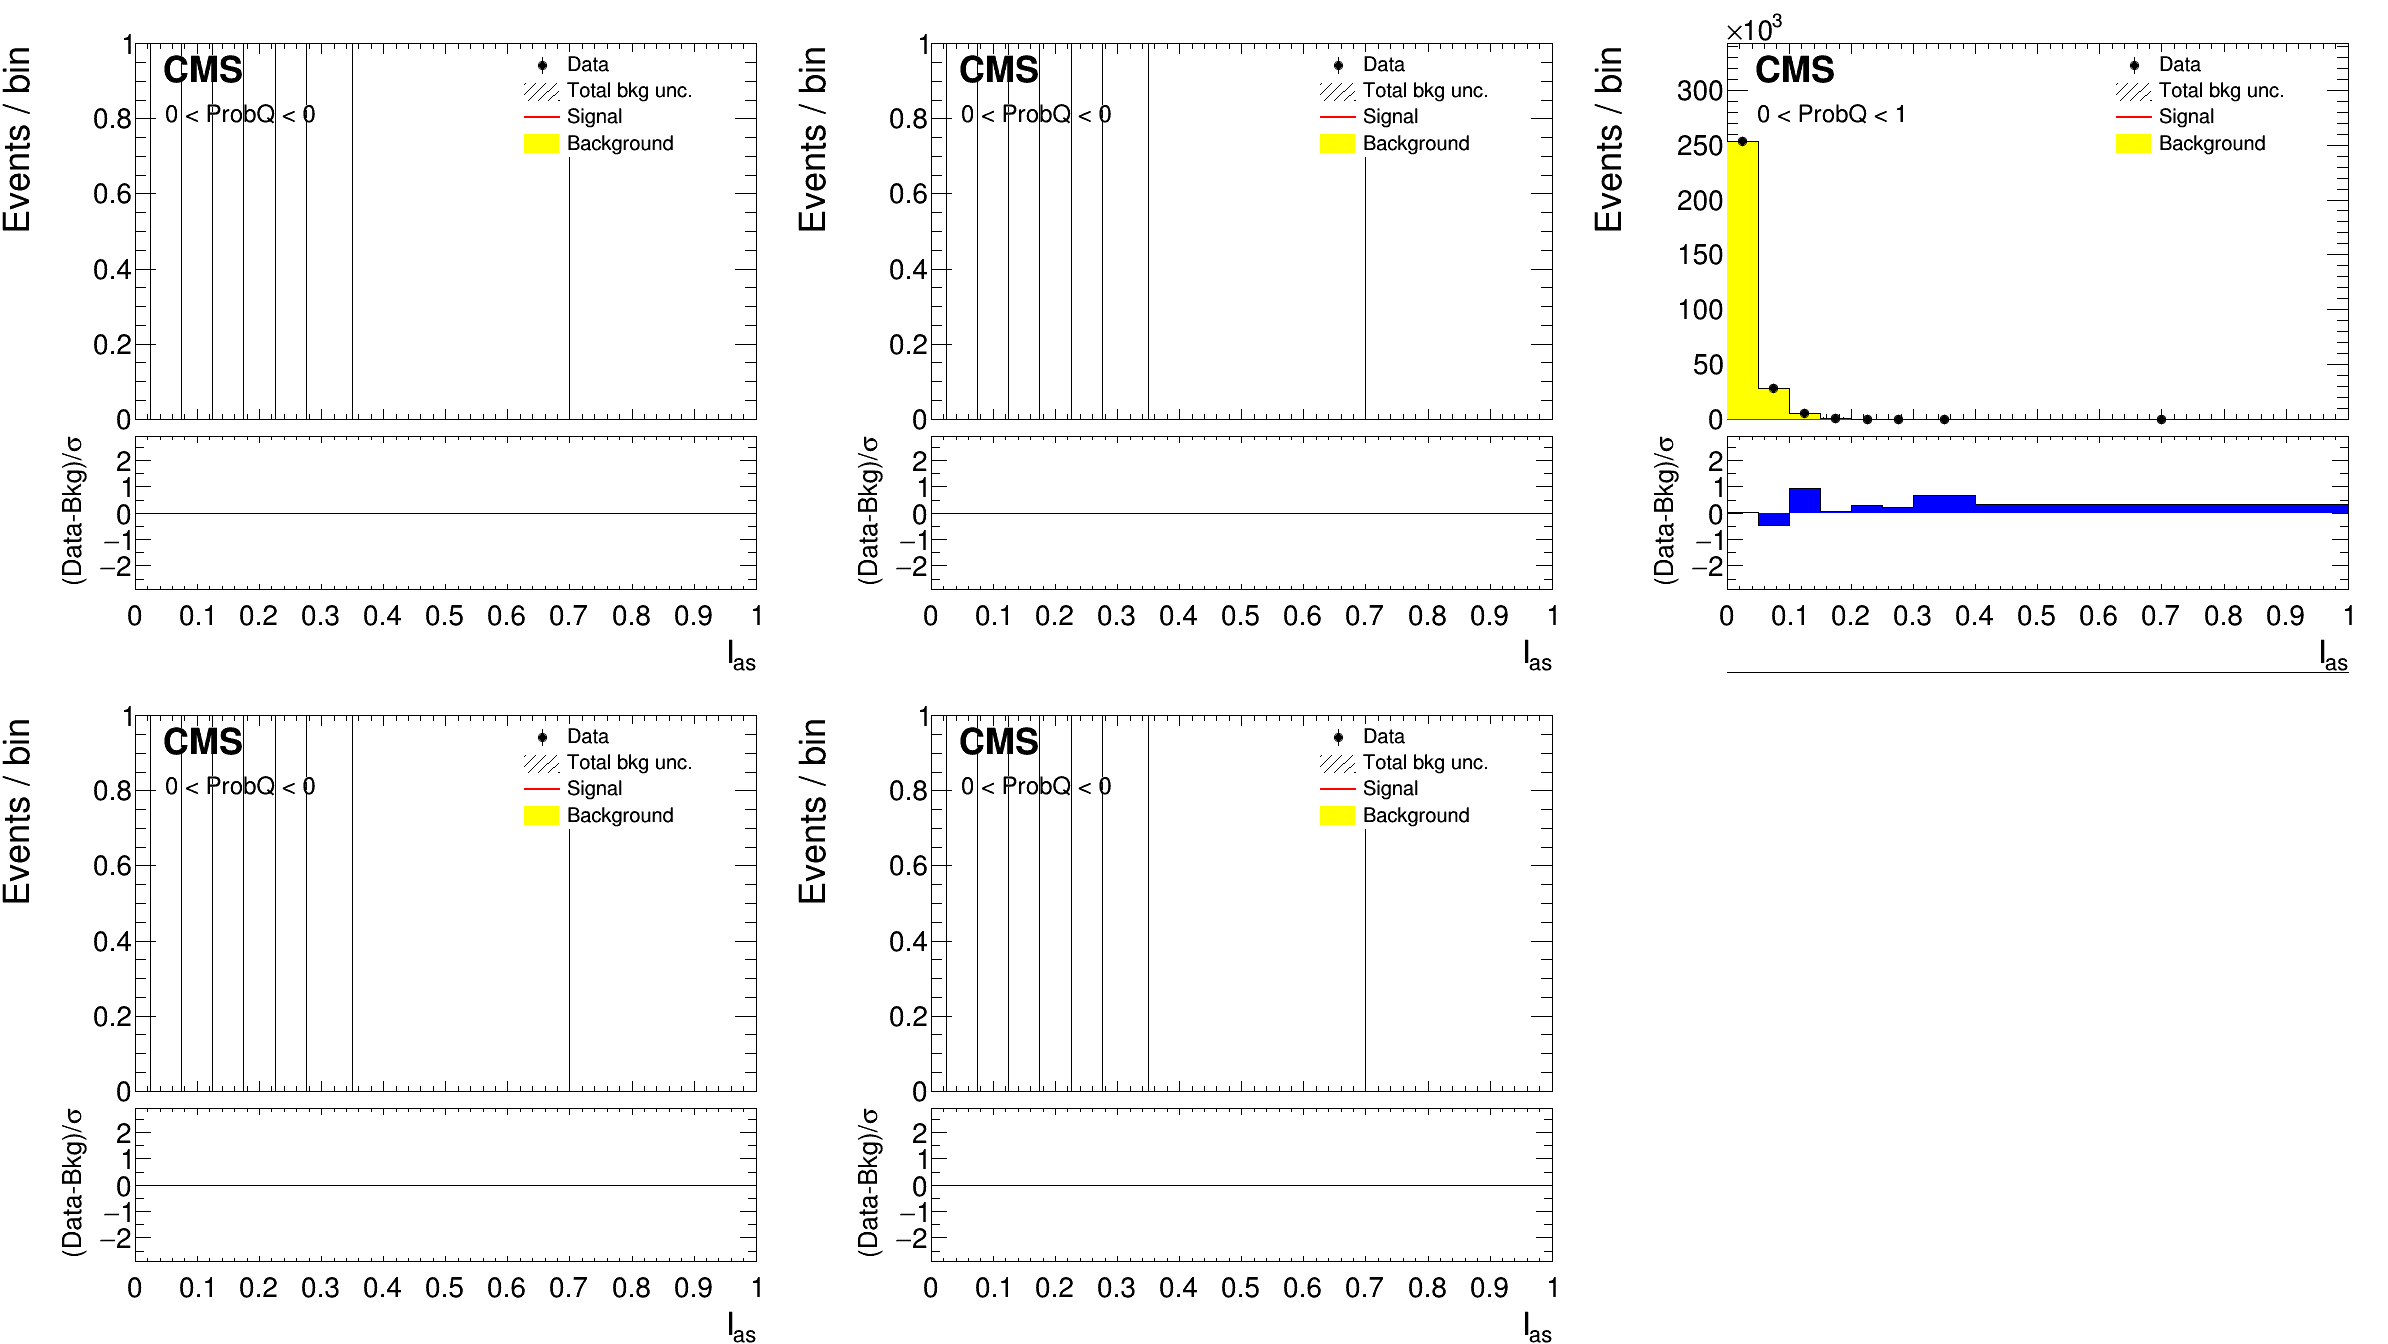 Events / bin
1
0.8
0.6
0.4
0.2
0
CMS
0 < ProbQ < 0
Data
Total bkg unc.
Signal
Background
(Data-Bkg)/σ
2
1
0
−1
−2
0 0.1 0.2 0.3 0.4 0.5 0.6 0.7 0.8 0.9 1
Ias
Events / bin
1
0.8
0.6
0.4
0.2
0
CMS
0 < ProbQ < 0
Data
Total bkg unc.
Signal
Background
(Data-Bkg)/σ
2
1
0
−1
−2
0 0.1 0.2 0.3 0.4 0.5 0.6 0.7 0.8 0.9 1
Ias
Events / bin
×10³
300
250
200
150
100
50
0
CMS
0 < ProbQ < 1
Data
Total bkg unc.
Signal
Background
(Data-Bkg)/σ
2
1
0
−1
−2
0 0.1 0.2 0.3 0.4 0.5 0.6 0.7 0.8 0.9 1
Ias
Events / bin
1
0.8
0.6
0.4
0.2
0
CMS
0 < ProbQ < 0
Data
Total bkg unc.
Signal
Background
(Data-Bkg)/σ
2
1
0
−1
−2
0 0.1 0.2 0.3 0.4 0.5 0.6 0.7 0.8 0.9 1
Ias
Events / bin
1
0.8
0.6
0.4
0.2
0
CMS
0 < ProbQ < 0
Data
Total bkg unc.
Signal
Background
(Data-Bkg)/σ
2
1
0
−1
−2
0 0.1 0.2 0.3 0.4 0.5 0.6 0.7 0.8 0.9 1
Ias